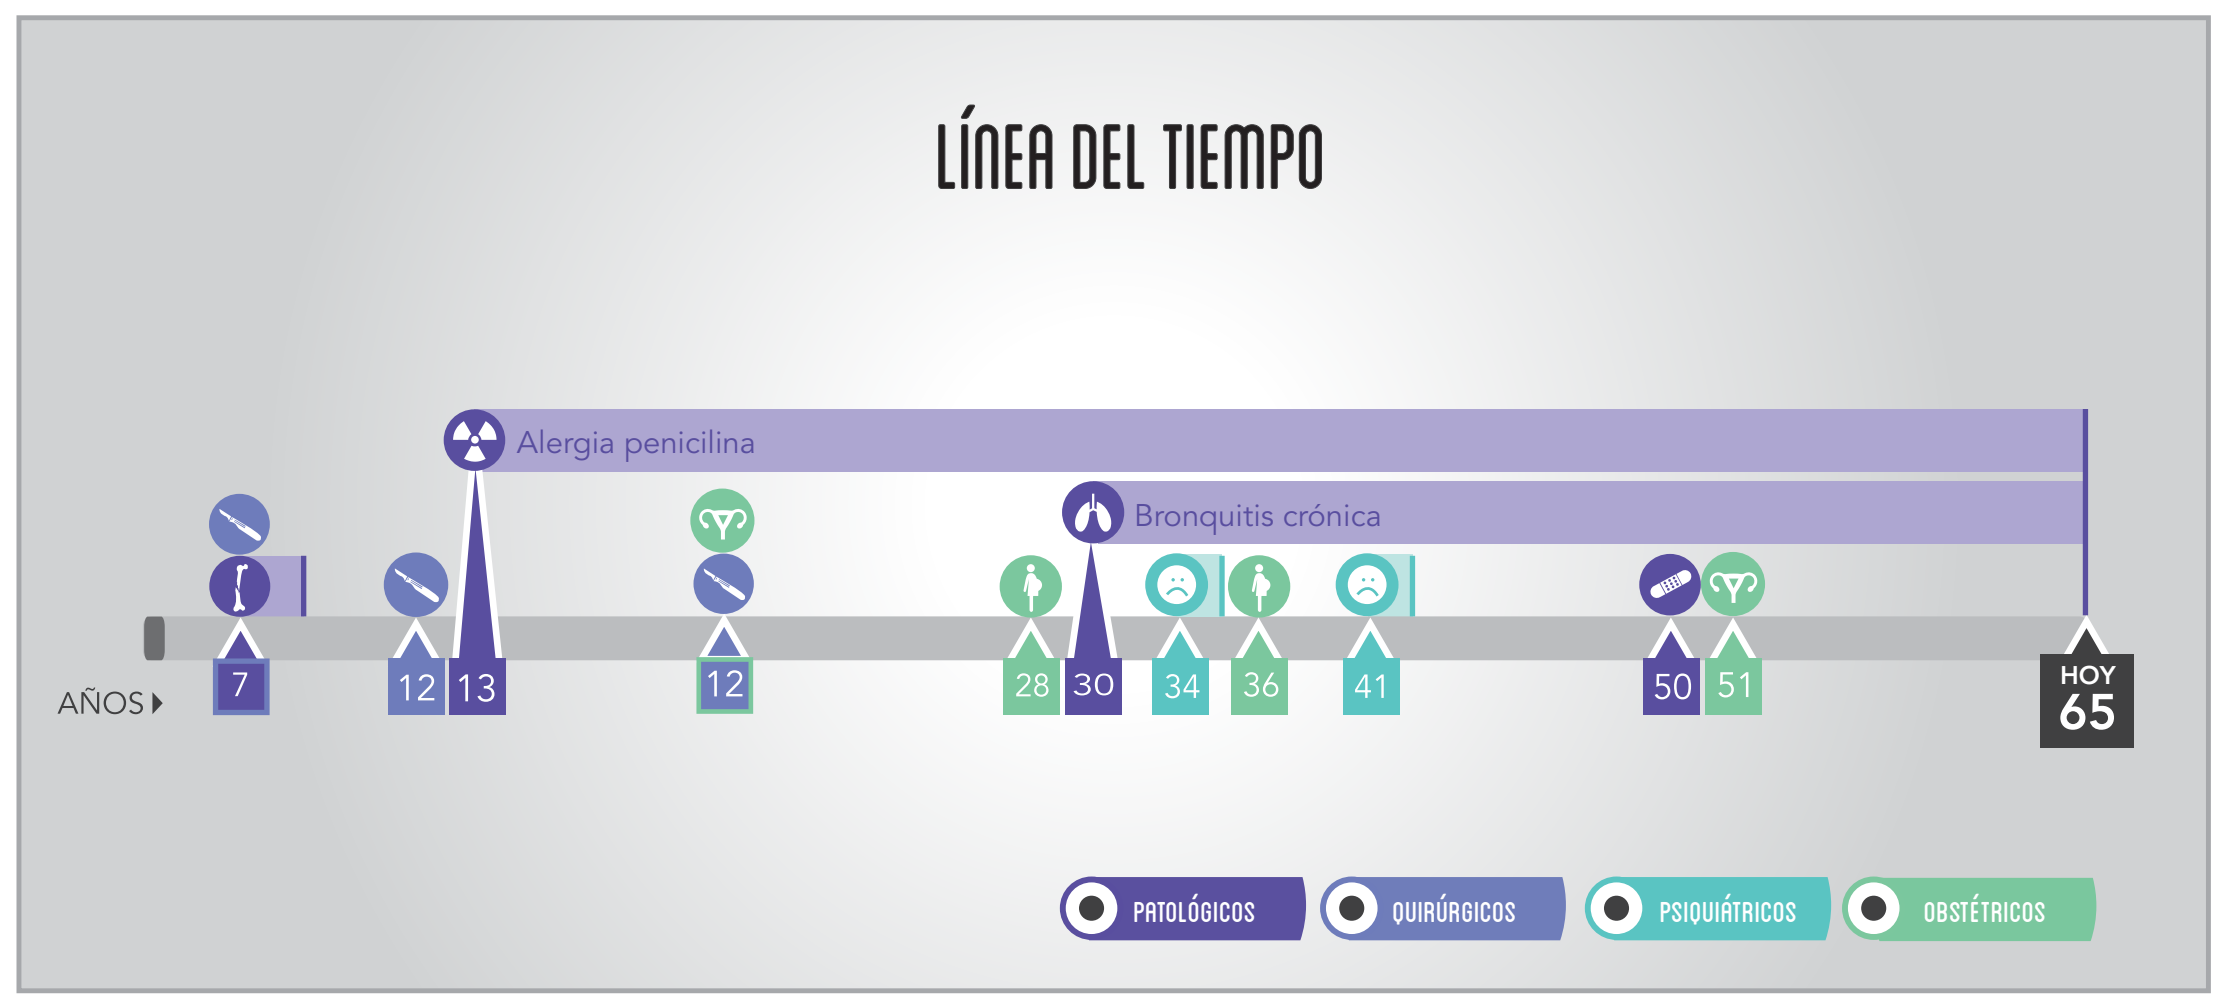 LÍNEA DEL TIEMPO
Alergia penicilina
Bronquitis crónica
7
12
13
12
28
30
34
36
41
50
51
HOY
65
AÑOS
PATOLÓGICOS
QUIRÚRGICOS
PSIQUIÁTRICOS
OBSTÉTRICOS